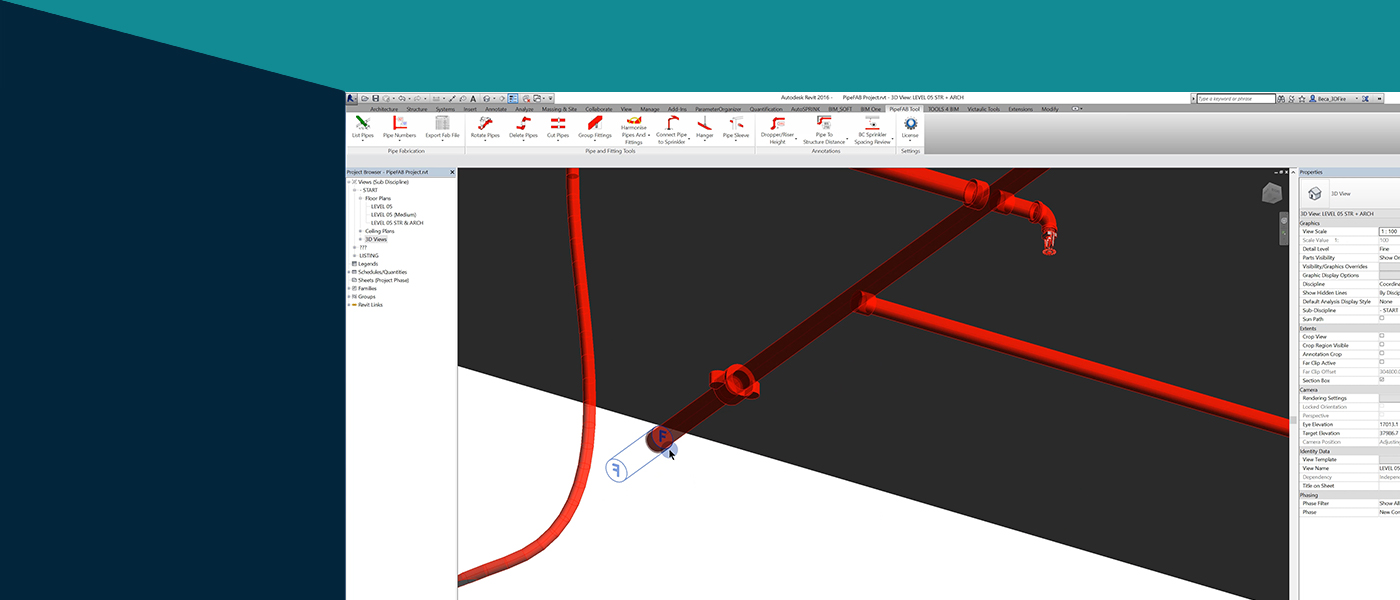 Autodesk Revit 2016 - PipeFAB Project.rvt - 3D View: LEVEL 05 STR + ARCH
Type a keyword or phrase
Beca_3DFire
Architecture Structure Systems Insert Annotate Analyze Massing & Site Collaborate View Manage Add-Ins ParameterOrganizer Quantification AutoSPRINK BIM_SOFT BIM One PipeFAB Tool TOOLS 4 BIM Victaulic Tools Extensions Modify
List Pipes Pipe Numbers Export Fab File Rotate Pipes Delete Pipes Cut Pipes Group Fittings Harmonise Pipes And Fittings Connect Pipe to Sprinkler Hanger Pipe Sleeve Dropper/Riser Height Pipe To Structure Distance BC Sprinkler Spacing Review License
Pipe Fabrication Pipe and Fitting Tools Annotations Settings
Project Browser - PipeFAB Project.rvt
Views (Sub Discipline)
- START
Floor Plans
LEVEL 05
LEVEL 05 (Medium)
LEVEL 05 STR & ARCH
Ceiling Plans
3D Views
???
LISTING
Legends
Schedules/Quantities
Sheets (Project Phase)
Families
Groups
Revit Links
F
F
Properties
3D View
3D View: LEVEL 05 STR + ARCH
Graphics
View Scale 1 : 100
Scale Value 1: 100
Detail Level Fine
Parts Visibility Show Or
Visibility/Graphics Overrides
Graphic Display Options
Discipline Coordina
Show Hidden Lines By Discip
Default Analysis Display Style None
Sub-Discipline - START
Sun Path
Extents
Crop View
Crop Region Visible
Annotation Crop
Far Clip Active
Far Clip Offset 304800.0
Section Box
Camera
Rendering Settings
Locked Orientation
Perspective
Eye Elevation 17013.1
Target Elevation 37906.7
Camera Position Adjusting
Identity Data
View Template
View Name LEVEL 05
Dependency Indepen
Title on Sheet
Phasing
Phase Filter Show All
Phase New Con